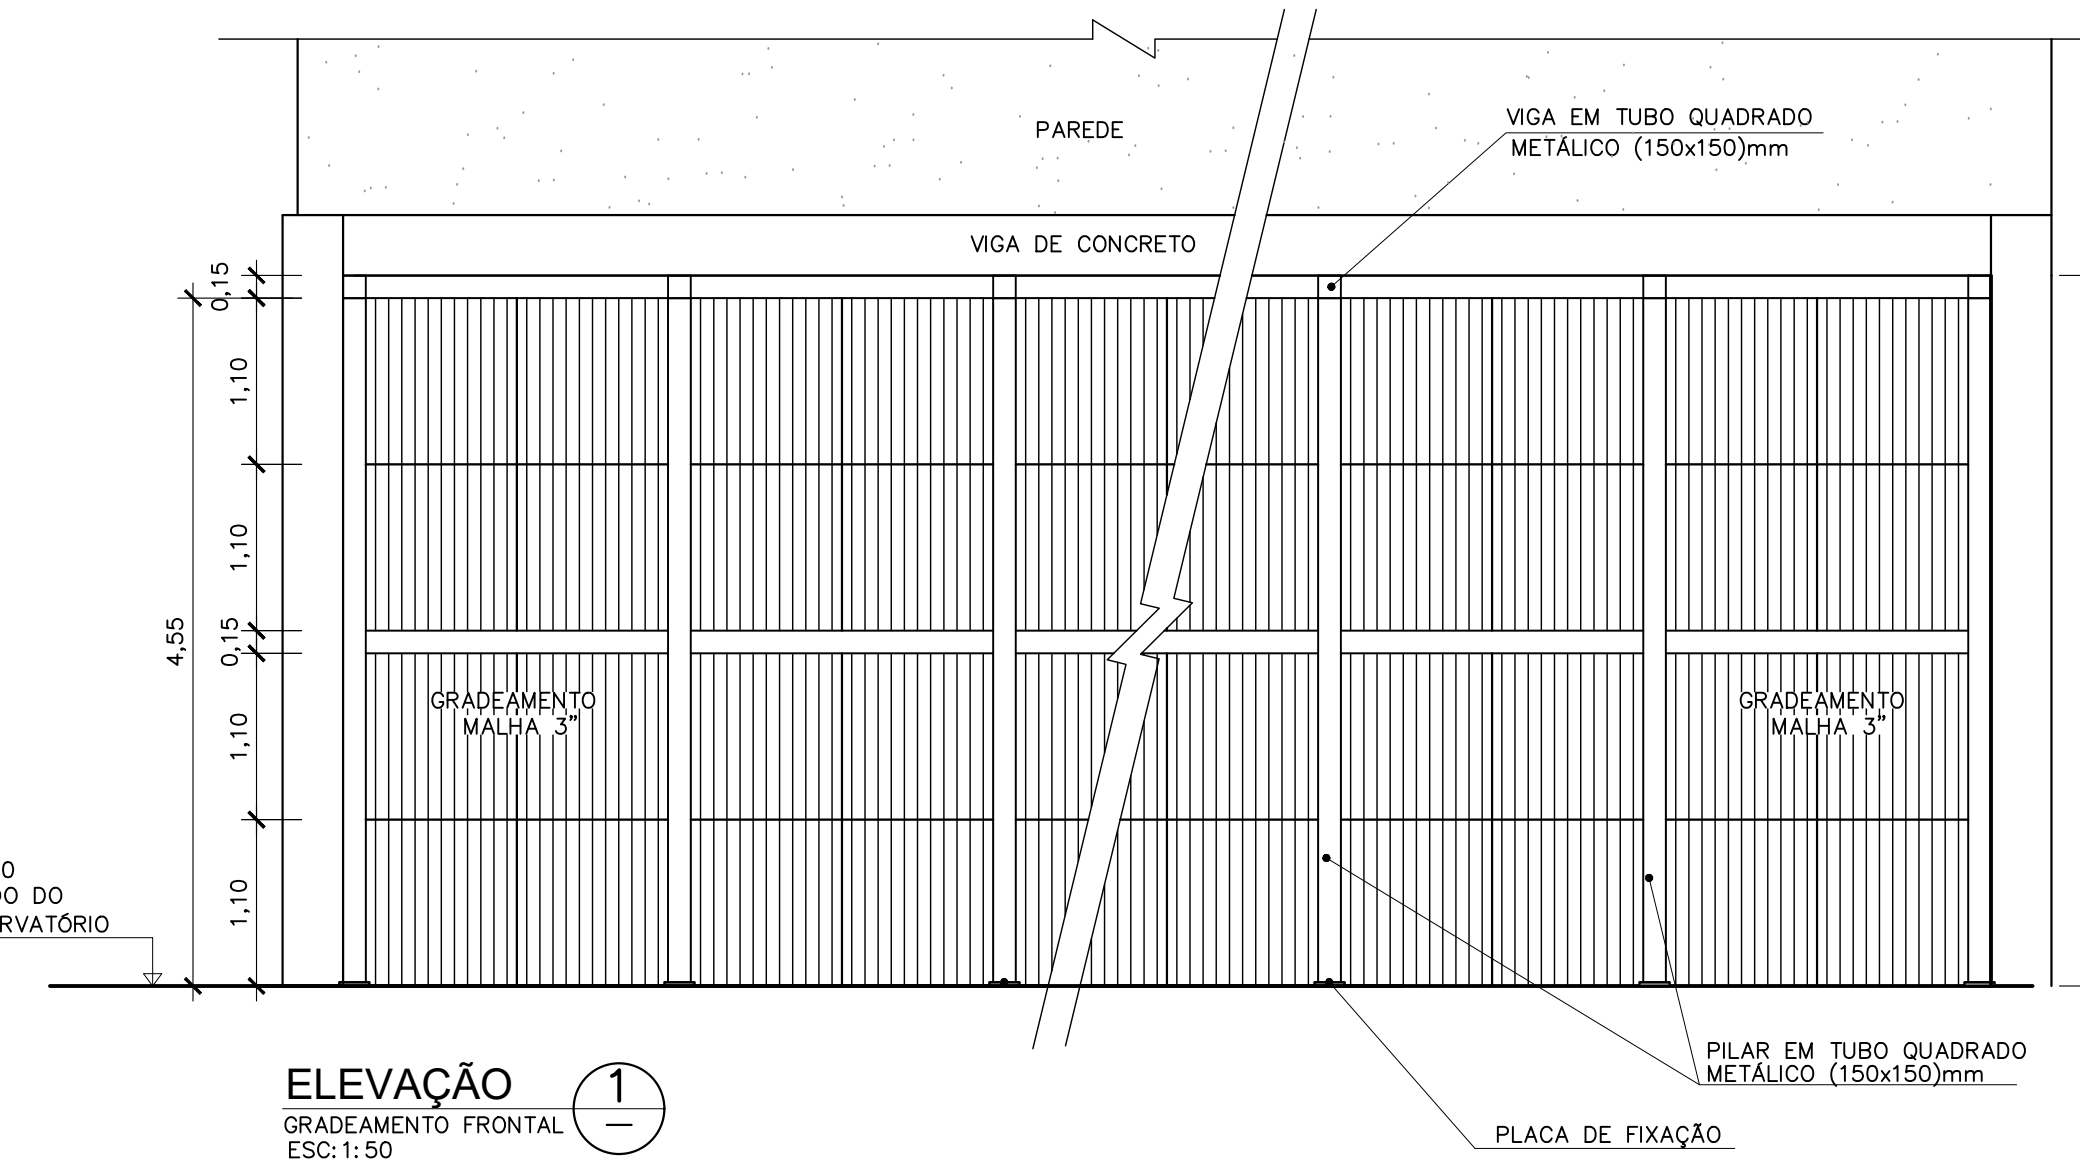 PAREDE
VIGA EM TUBO QUADRADO
METÁLICO (150x150)mm
VIGA DE CONCRETO
0,15
1,10
1,10
0,15
4,55
1,10
1,10
GRADEAMENTO
MALHA 3”
GRADEAMENTO
MALHA 3”
DO
RVATÓRIO
PILAR EM TUBO QUADRADO
METÁLICO (150x150)mm
PLACA DE FIXAÇÃO
ELEVAÇÃO
1
GRADEAMENTO FRONTAL
ESC: 1: 50